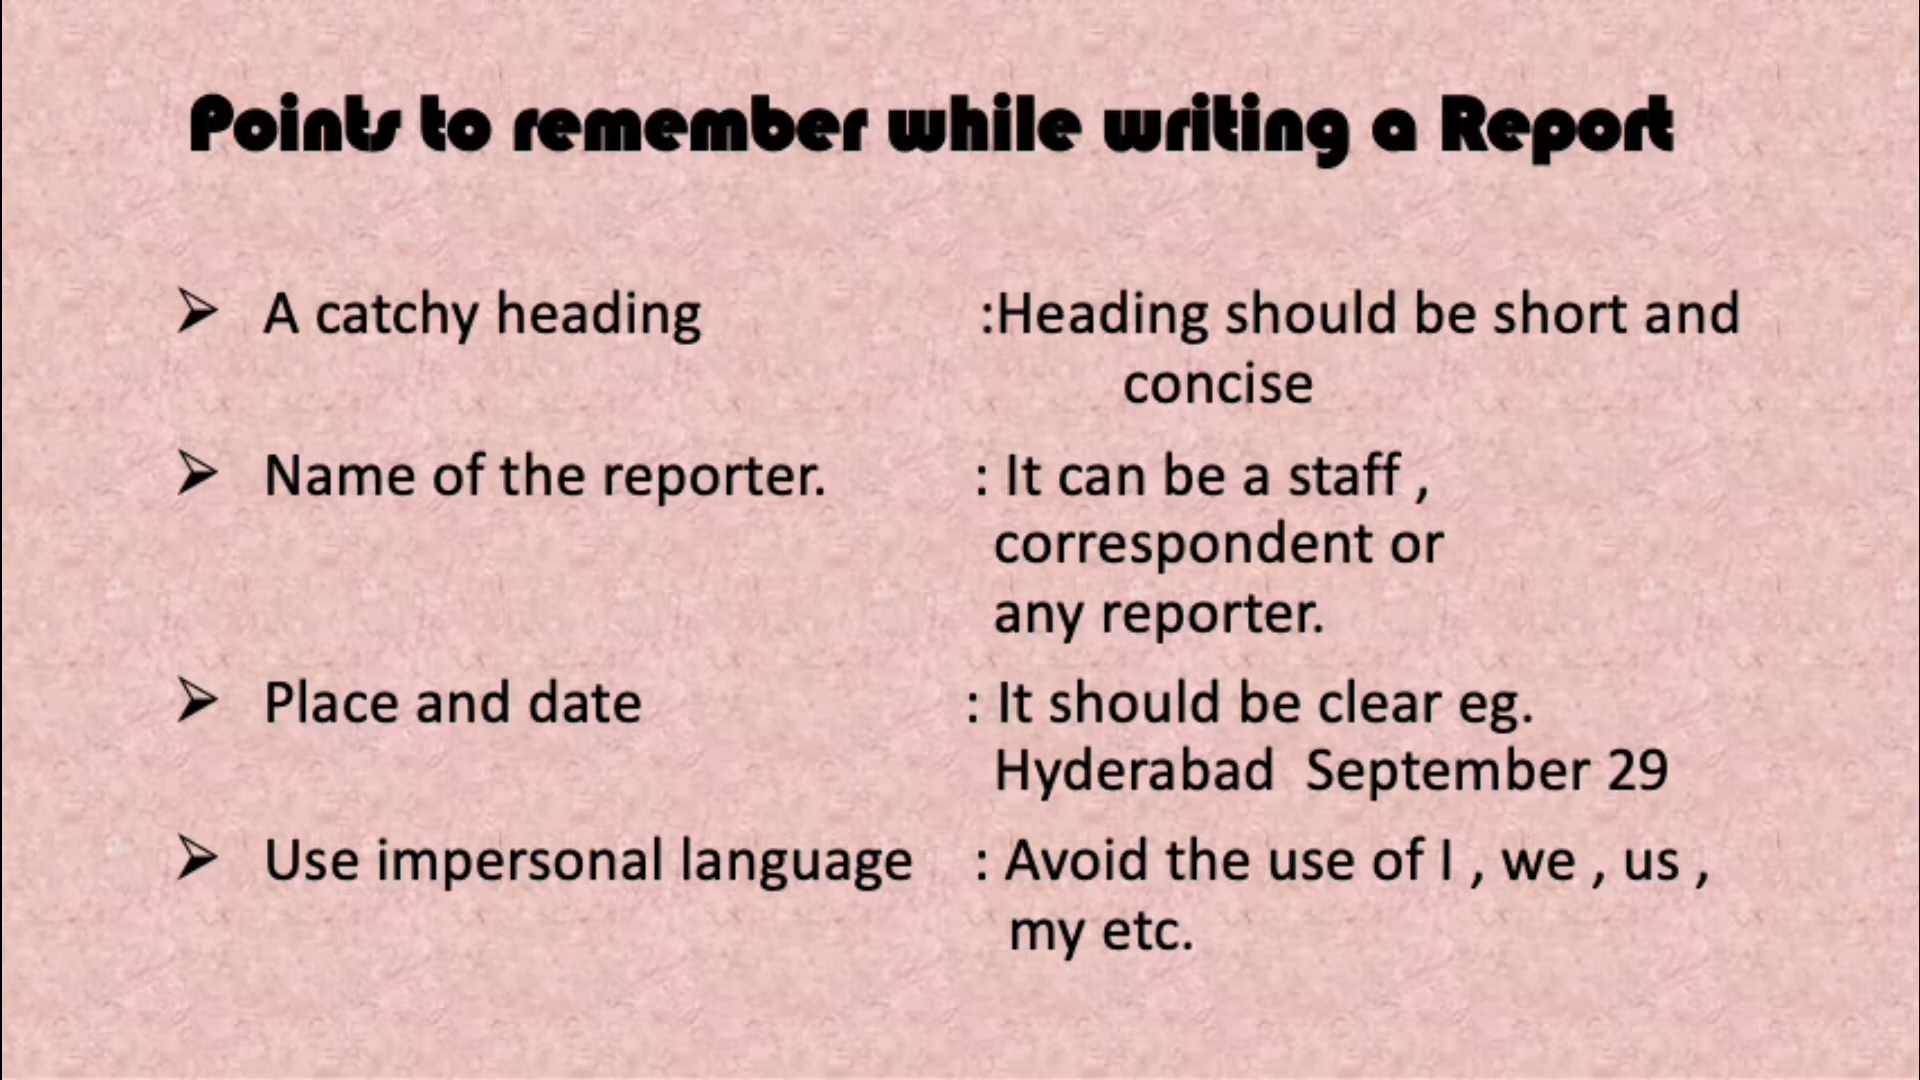 Points to remember while writing a Report
➢ A catchy heading :Heading should be short and
concise
➢ Name of the reporter. : It can be a staff ,
correspondent or
any reporter.
➢ Place and date : It should be clear eg.
Hyderabad September 29
➢ Use impersonal language : Avoid the use of I , we , us ,
my etc.